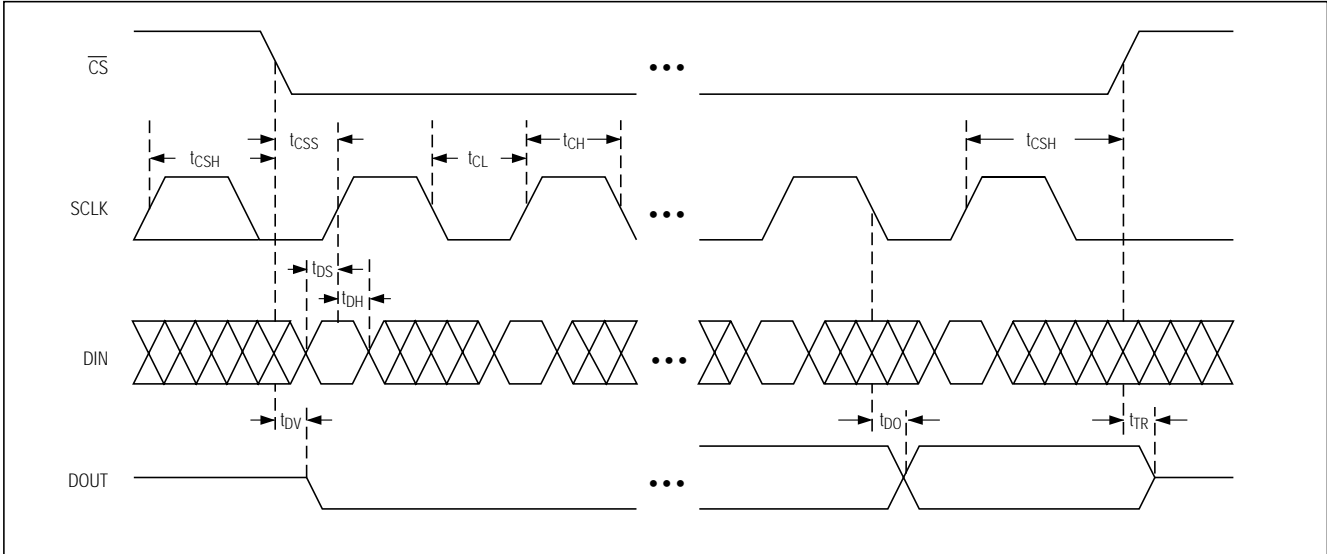 CS
•••
tCSH
tCSS
tCL
tCH
tCSH
SCLK
•••
tDS
tDH
DIN
•••
tDV
tDO
tTR
DOUT
•••